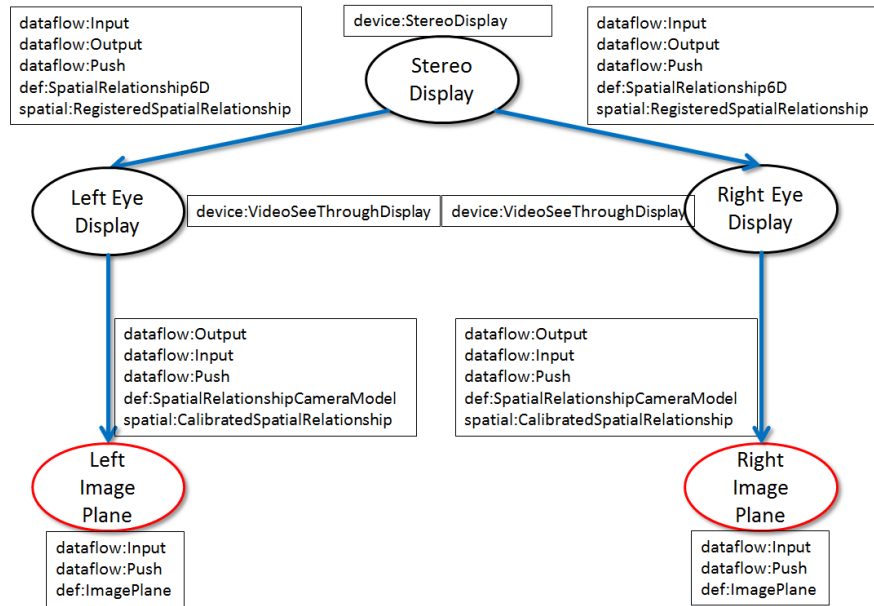 device:StereoDisplay
dataflow:Input
dataflow:Output
dataflow:Push
def:SpatialRelationship6D
spatial:RegisteredSpatialRelationship
Stereo
Display
dataflow:Input
dataflow:Output
dataflow:Push
def:SpatialRelationship6D
spatial:RegisteredSpatialRelationship
Left Eye
Display
device:VideoSeeThroughDisplay
device:VideoSeeThroughDisplay
Right Eye
Display
dataflow:Output
dataflow:Input
dataflow:Push
def:SpatialRelationshipCameraModel
spatial:CalibratedSpatialRelationship
dataflow:Output
dataflow:Input
dataflow:Push
def:SpatialRelationshipCameraModel
spatial:CalibratedSpatialRelationship
Left
Image
Plane
Right
Image
Plane
dataflow:Input
dataflow:Push
def:ImagePlane
dataflow:Input
dataflow:Push
def:ImagePlane